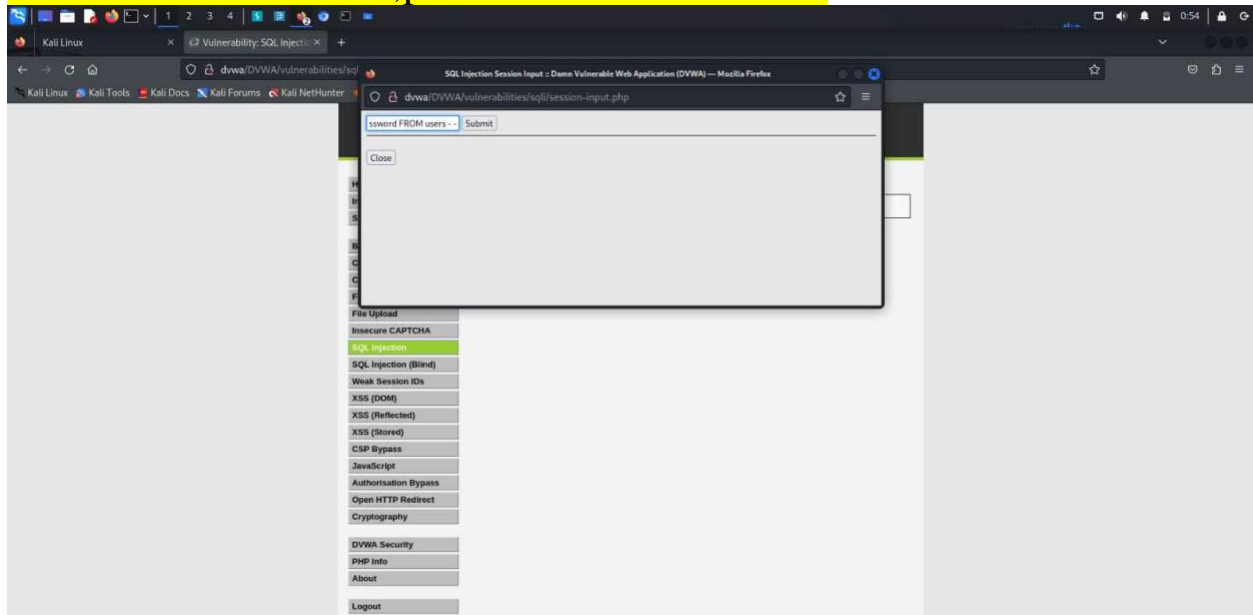 1 2 3 4
0:54
Kali Linux
Vulnerability: SQL Injectio
dvwa/DVWA/vulnerabilities/sql
Kali Linux Kali Tools Kali Docs Kali Forums Kali NetHunter
SQL Injection Session Input :: Damn Vulnerable Web Application (DVWA) — Mozilla Firefox
dvwa/DVWA/vulnerabilities/sqli/session-input.php
ssword FROM users - - Submit
Close
File Upload
Insecure CAPTCHA
SQL Injection
SQL Injection (Blind)
Weak Session IDs
XSS (DOM)
XSS (Reflected)
XSS (Stored)
CSP Bypass
JavaScript
Authorisation Bypass
Open HTTP Redirect
Cryptography
DVWA Security
PHP Info
About
Logout